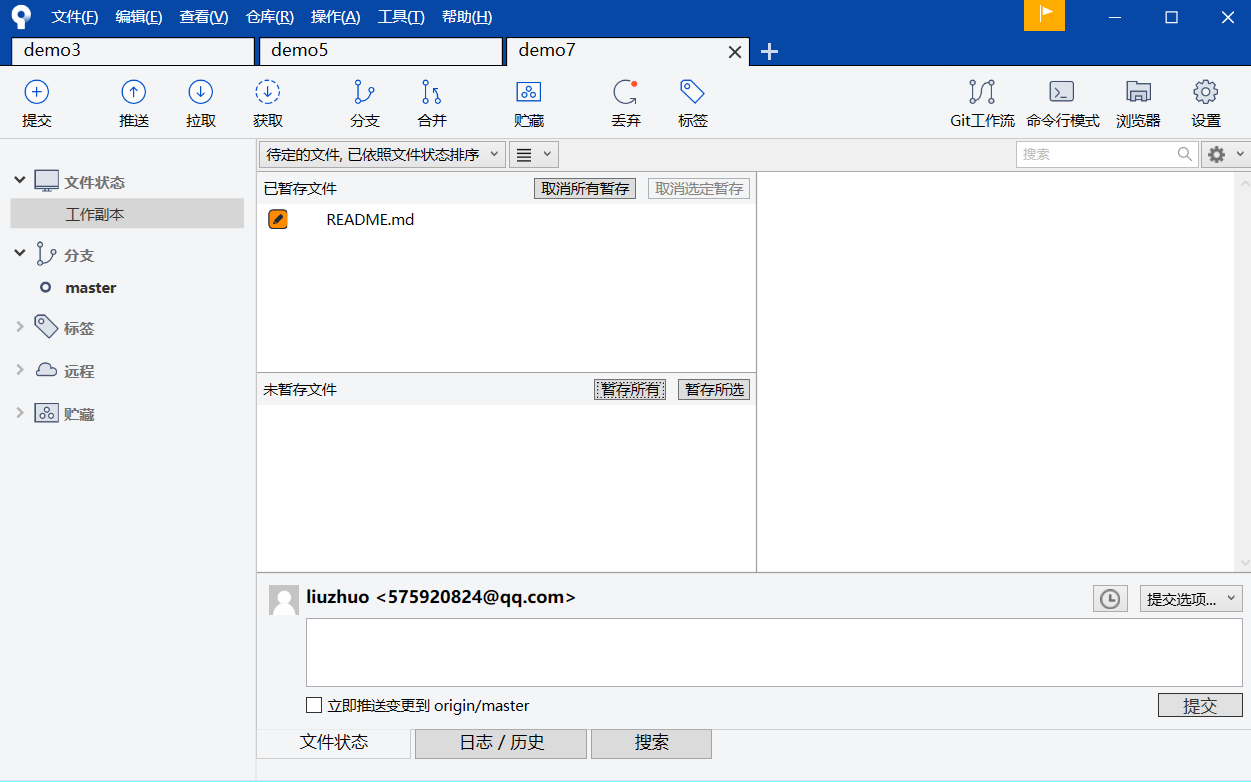 文件(F) 编辑(E) 查看(V) 仓库(R) 操作(A) 工具(T) 帮助(H)
demo3 demo5 demo7
提交 推送 拉取 获取 分支 合并 贮藏 丢弃 标签 Git工作流 命令行模式 浏览器 设置
待定的文件, 已依照文件状态排序 搜索
文件状态
工作副本
分支
master
标签
远程
贮藏
已暂存文件 取消所有暂存 取消选定暂存
README.md
未暂存文件 暂存所有 暂存所选
liuzhuo <575920824@qq.com> 提交选项...
立即推送变更到 origin/master 提交
文件状态 日志 / 历史 搜索